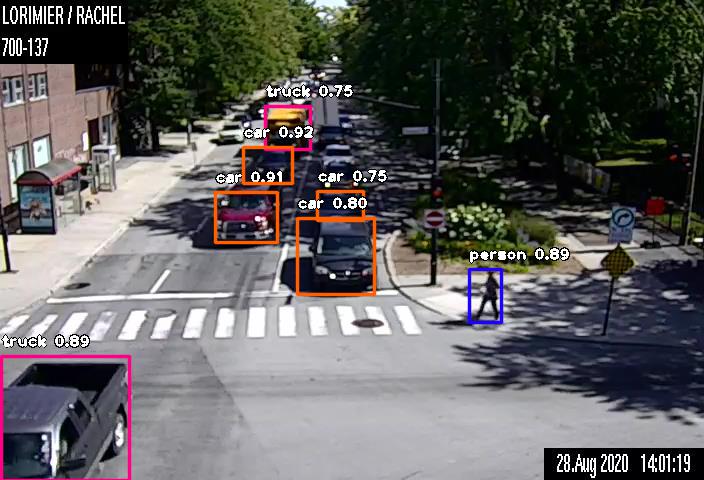 LORIMIER / RACHEL
700-137
truck 0.75
car 0.92
car 0.91
car 0.75
car 0.80
person 0.89
truck 0.89
28.Aug 2020 14:01:19